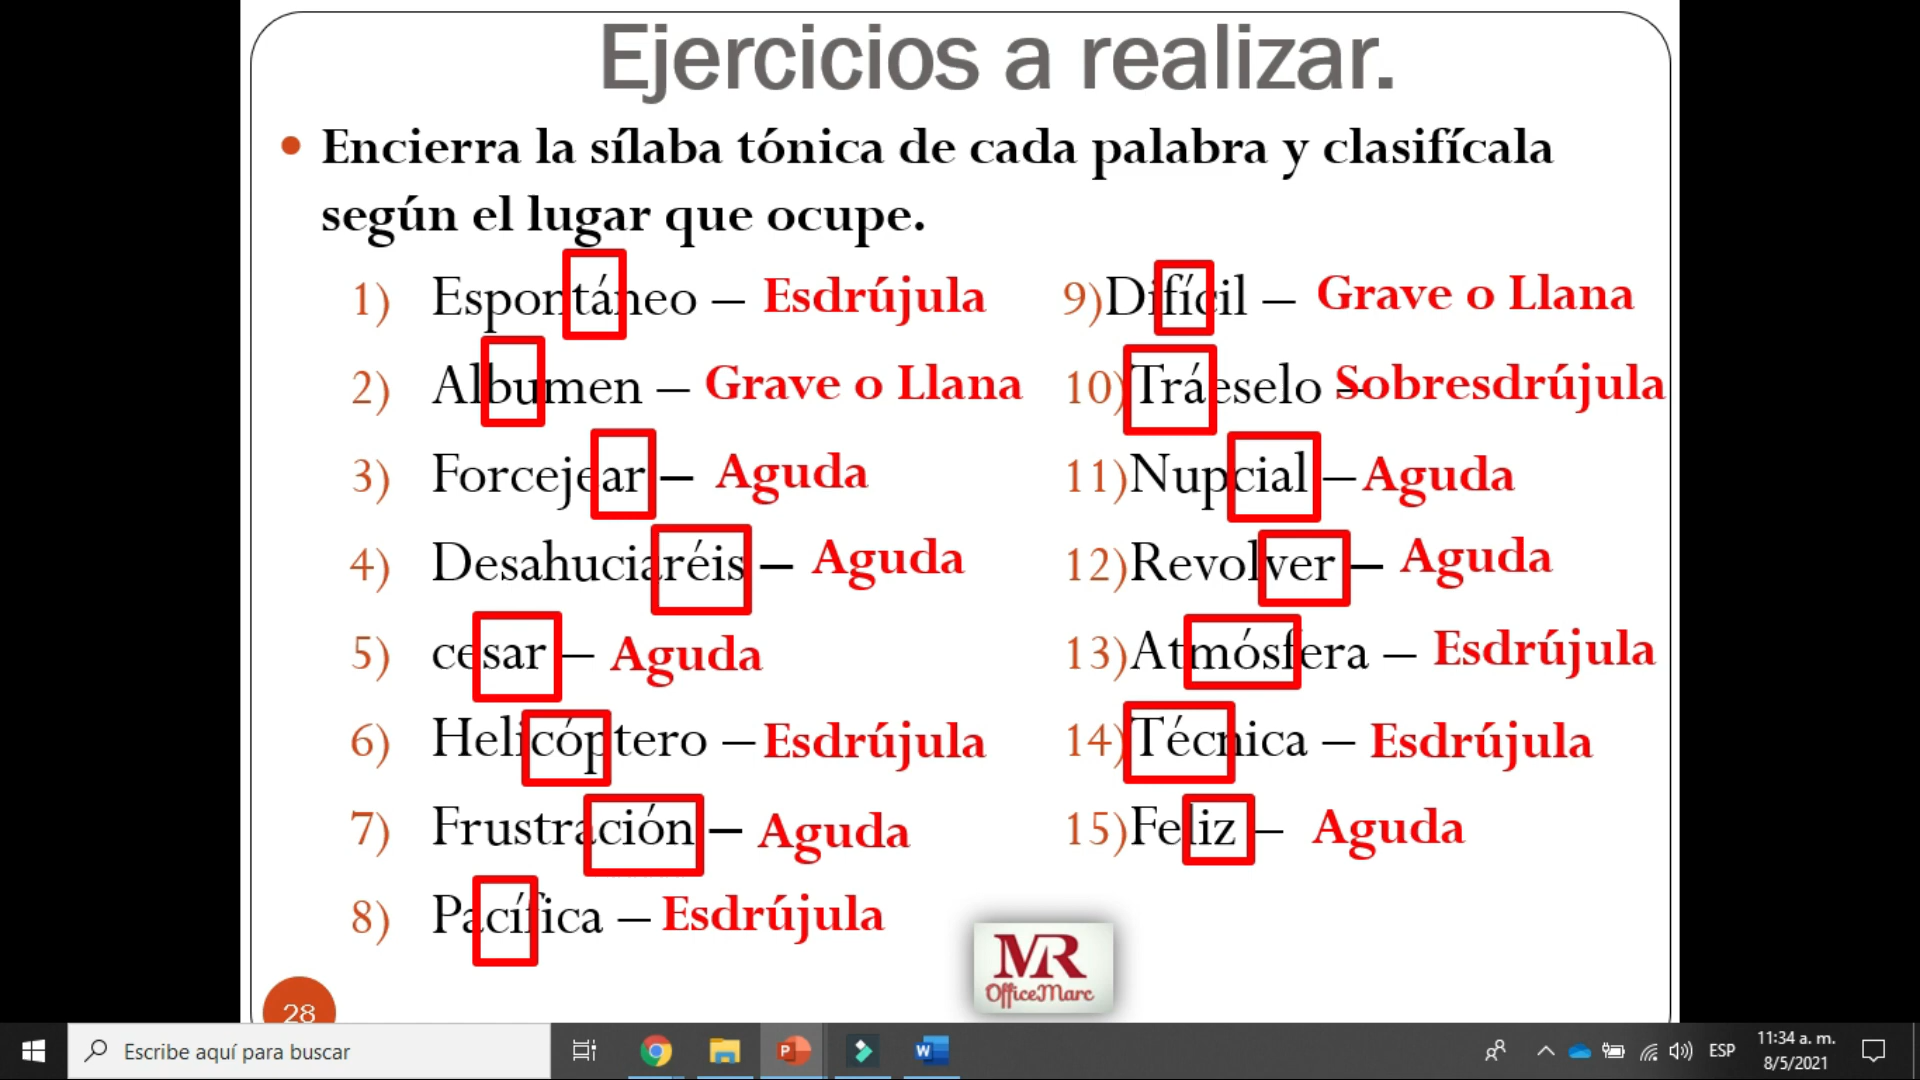 Ejercicios a realizar.
• Encierra la sílaba tónica de cada palabra y clasifícala
según el lugar que ocupe.
1) Espontáneo – Esdrújula
2) Albumen – Grave o Llana
3) Forcejear – Aguda
4) Desahuciaréis – Aguda
5) cesar – Aguda
6) Helicóptero – Esdrújula
7) Frustración – Aguda
8) Pacífica – Esdrújula
9)Difícil – Grave o Llana
10)Tráeselo – Sobresdrújula
11)Nupcial – Aguda
12)Revolver – Aguda
13)Atmósfera – Esdrújula
14)Técnica – Esdrújula
15)Feliz – Aguda
MR
OfficeMarc
28
Escribe aquí para buscar
ESP
11:34 a. m.
8/5/2021